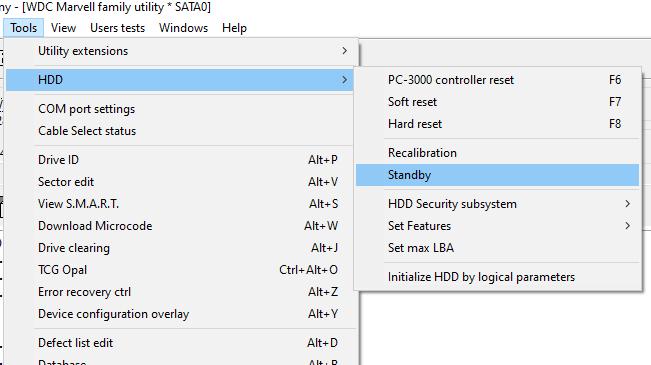 ny - [WDC Marvell family utility * SATA0]
Tools View Users tests Windows Help
Utility extensions
HDD
COM port settings
Cable Select status
Drive ID Alt+P
Sector edit Alt+V
View S.M.A.R.T. Alt+S
Download Microcode Alt+W
Drive clearing Alt+J
TCG Opal Ctrl+Alt+O
Error recovery ctrl Alt+Z
Device configuration overlay Alt+Y
Defect list edit Alt+D
Database Alt+B
PC-3000 controller reset F6
Soft reset F7
Hard reset F8
Recalibration
Standby
HDD Security subsystem
Set Features
Set max LBA
Initialize HDD by logical parameters